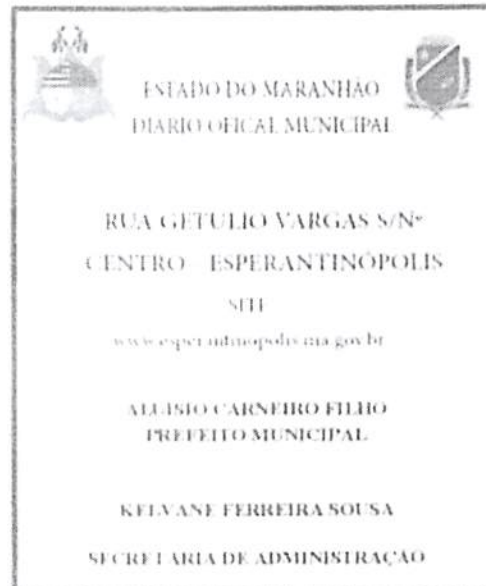 ESTADO DO MARANHÃO
DIARIO OFICAL MUNICIPAL
RUA GETULIO VARGAS S/Nº
CENTRO ESPERANTINÓPOLIS
SITE
ALUISIO CARNEIRO FILHO
PREFEITO MUNICIPAL
KELVANE FERREIRA SOUSA
SECRETARIA DE ADMINISTRAÇÃO